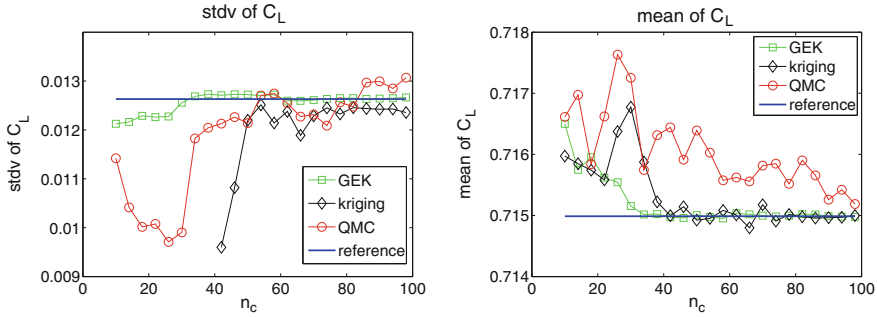 stdv of C_L
stdv of C_L
0.013
0.012
0.011
0.01
0.009
0 20 40 60 80 100
n_c
GEK
kriging
QMC
reference
mean of C_L
mean of C_L
0.718
0.717
0.716
0.715
0.714
0 20 40 60 80 100
n_c
GEK
kriging
QMC
reference